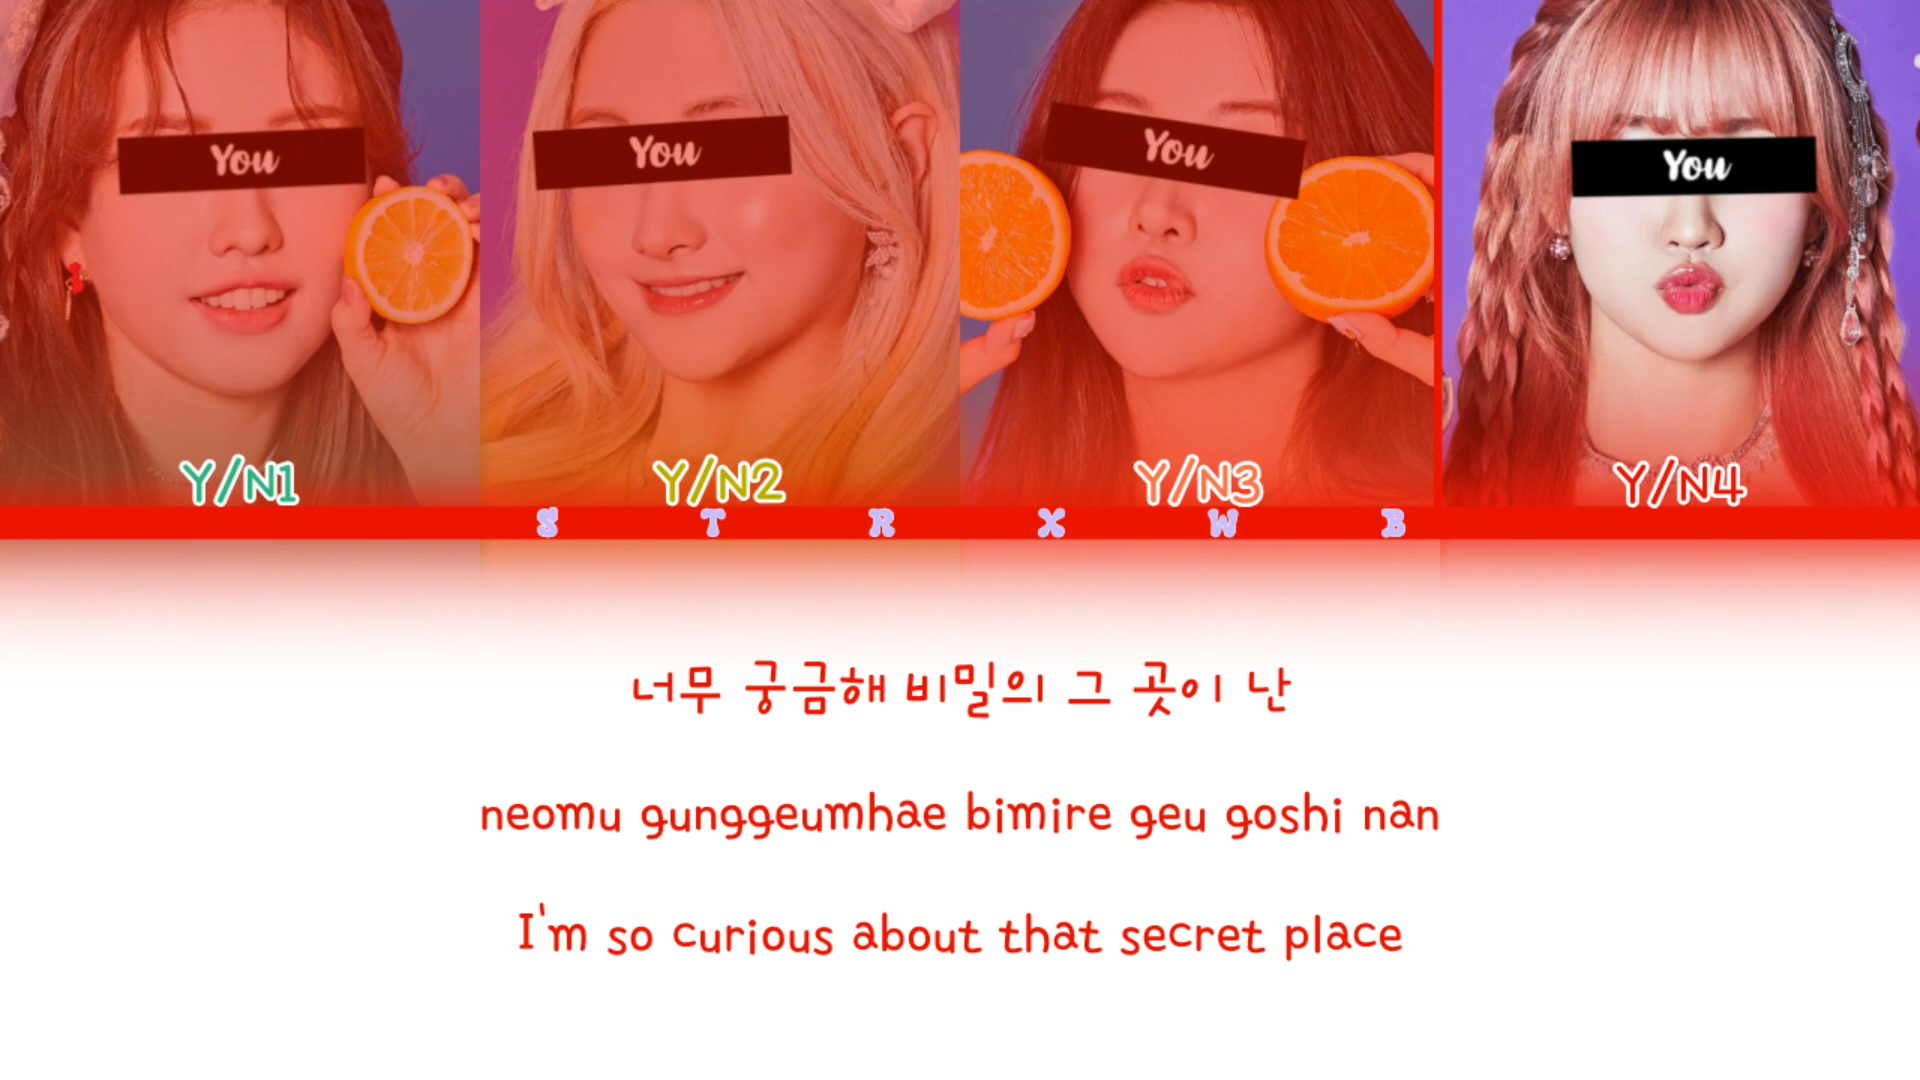 You You You You
Y/N1 Y/N2 Y/N3 Y/N4
S T R X W B
너무 궁금해 비밀의 그 곳이 난
neomu gunggeumhae bimire geu goshi nan
I'm so curious about that secret place